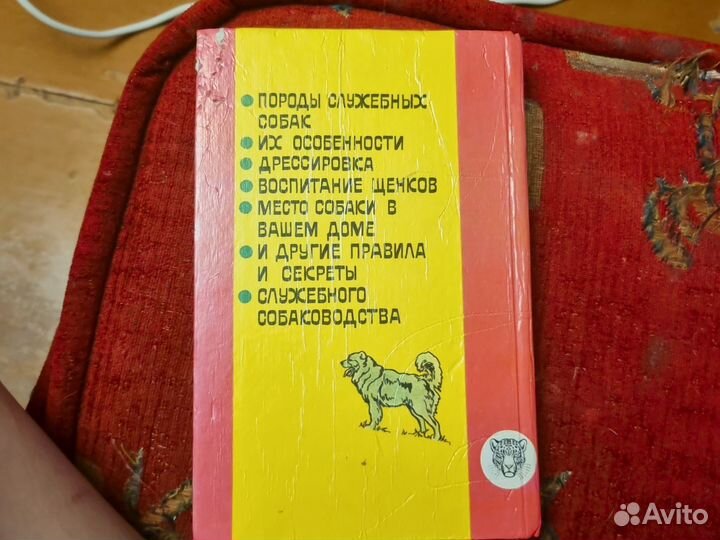 • ПОРОДЫ СЛУЖЕБНЫХ
СОБАК
• ИХ ОСОБЕННОСТИ
• ДРЕССИРОВКА
• ВОСПИТАНИЕ ЩЕНКОВ
• МЕСТО СОБАКИ В
ВАШЕМ ДОМЕ
• И ДРУГИЕ ПРАВИЛА
И СЕКРЕТЫ
• СЛУЖЕБНОГО
СОБАКОВОДСТВА
Avito